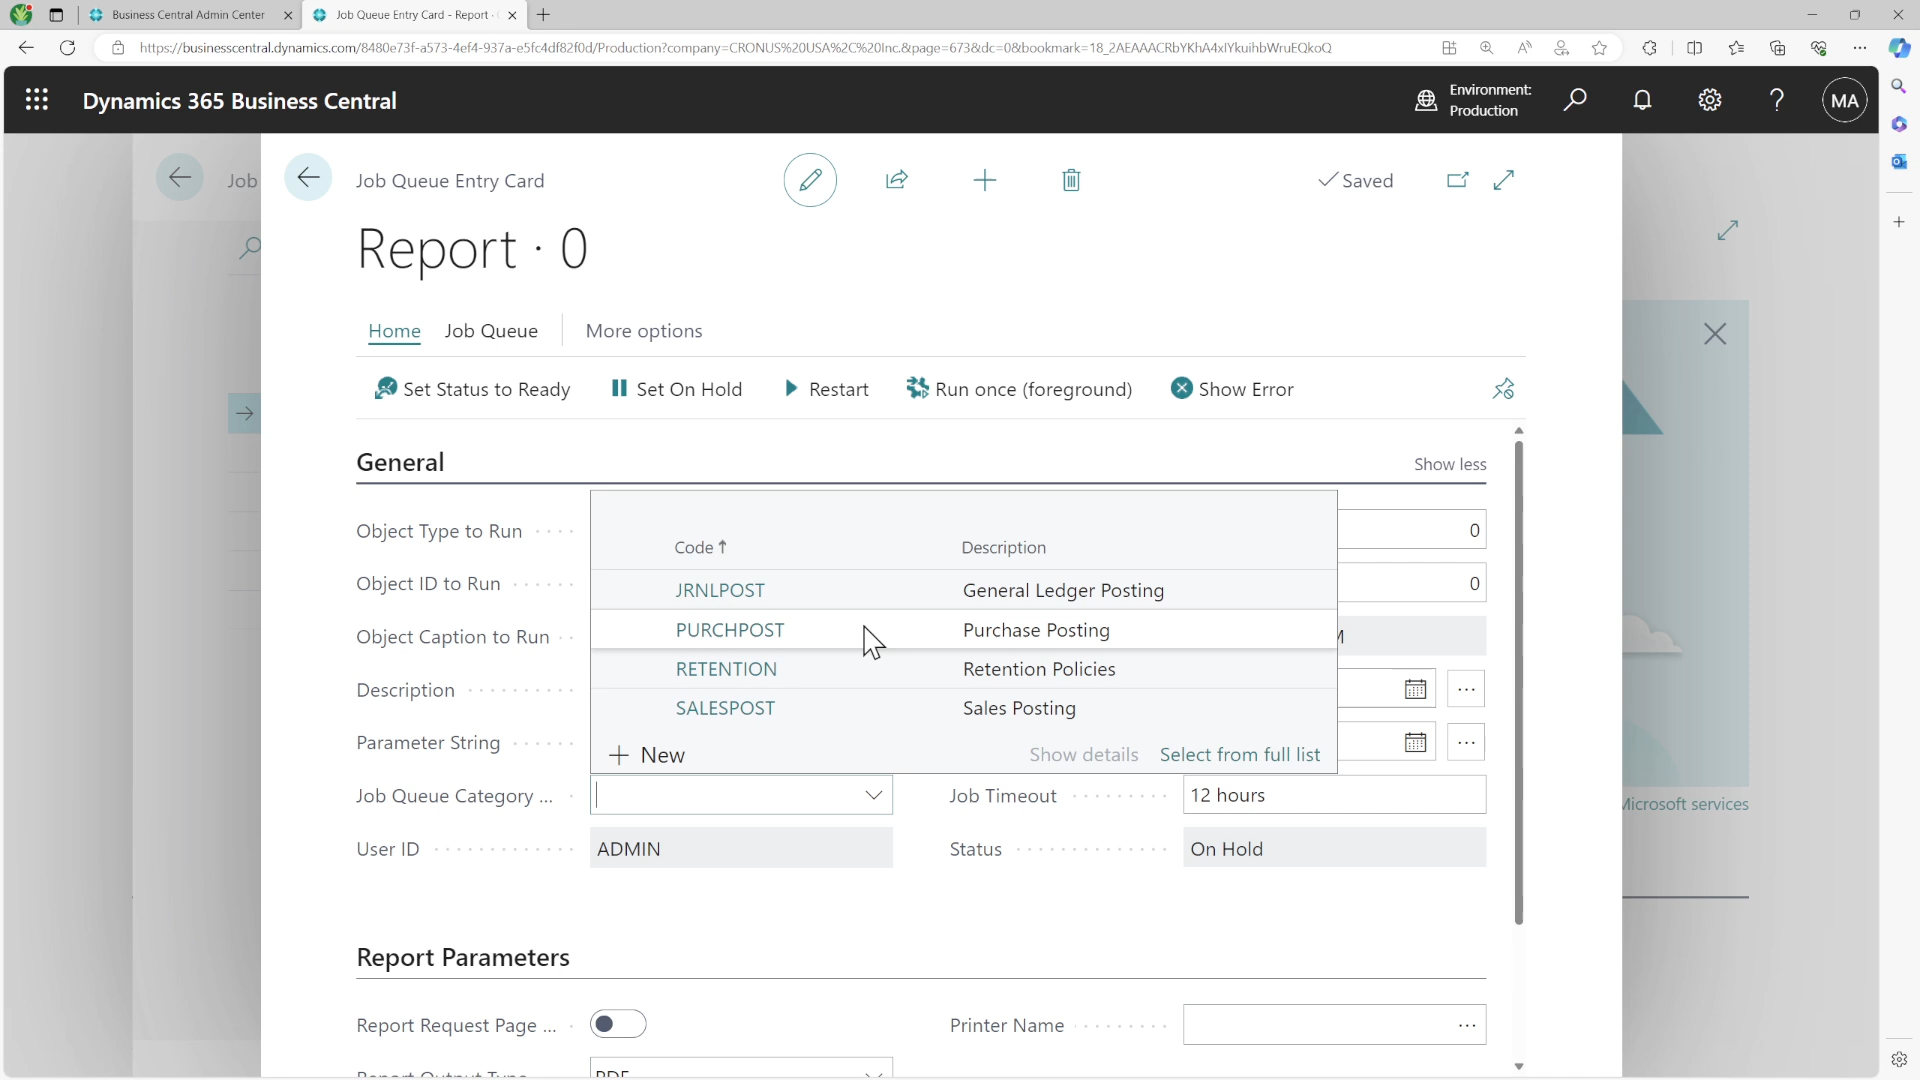 Business Central Admin Center
Job Queue Entry Card - Report ·
https://businesscentral.dynamics.com/8480e73f-a573-4ef4-937a-e5fc4df82f0d/Production?company=CRONUS%20USA%2C%20Inc.&page=673&dc=0&bookmark=18_2AEAAACRbYKhA4xIYkuihbWruEQkoQ
Dynamics 365 Business Central
Environment:
Production
MA
Job
Job Queue Entry Card
Saved
Report · 0
Home
Job Queue
More options
Set Status to Ready
Set On Hold
Restart
Run once (foreground)
Show Error
General
Show less
Object Type to Run
0
Code ↑
Description
Object ID to Run
0
JRNLPOST
General Ledger Posting
Object Caption to Run
PURCHPOST
Purchase Posting
RETENTION
Retention Policies
Description
SALESPOST
Sales Posting
Parameter String
+ New
Show details
Select from full list
Job Queue Category ...
Job Timeout
12 hours
Microsoft services
User ID
ADMIN
Status
On Hold
Report Parameters
Report Request Page ...
Printer Name
Report Output Type
PDF